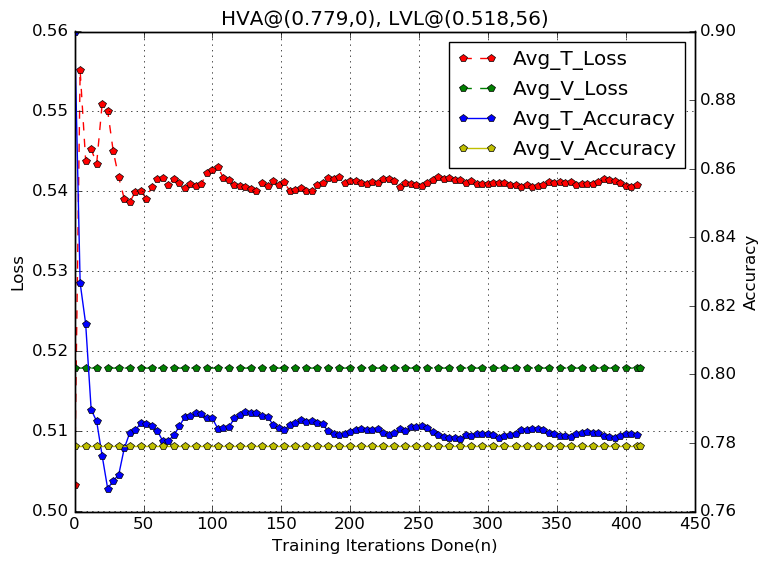 HVA@(0.779,0), LVL@(0.518,56)
0.56
0.55
0.54
0.53
0.52
0.51
0.50
Loss
Avg_T_Loss
Avg_V_Loss
Avg_T_Accuracy
Avg_V_Accuracy
0.90
0.88
0.86
0.84
0.82
0.80
0.78
0.76
Accuracy
0 50 100 150 200 250 300 350 400 450
Training Iterations Done(n)